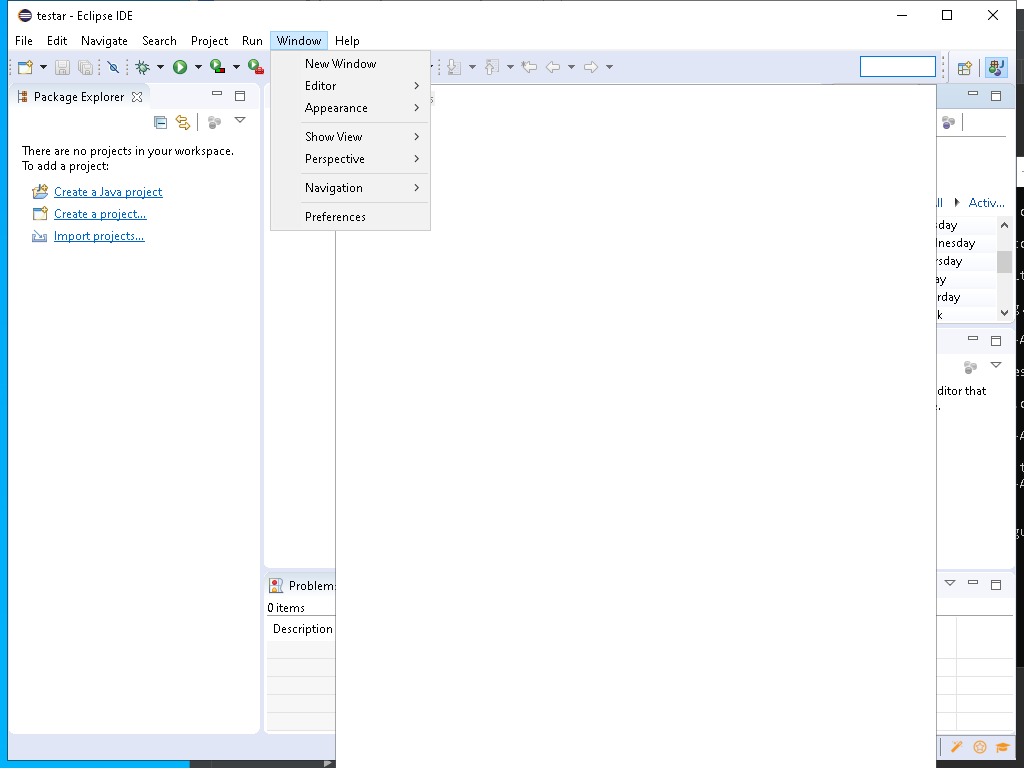 testar - Eclipse IDE
File Edit Navigate Search Project Run Window Help
New Window
Editor
Appearance
Show View
Perspective
Navigation
Preferences
Package Explorer
There are no projects in your workspace.
To add a project:
Create a Java project
Create a project...
Import projects...
Activ...
sday
nesday
rsday
ay
rday
k
ditor that
Problem
0 items
Description